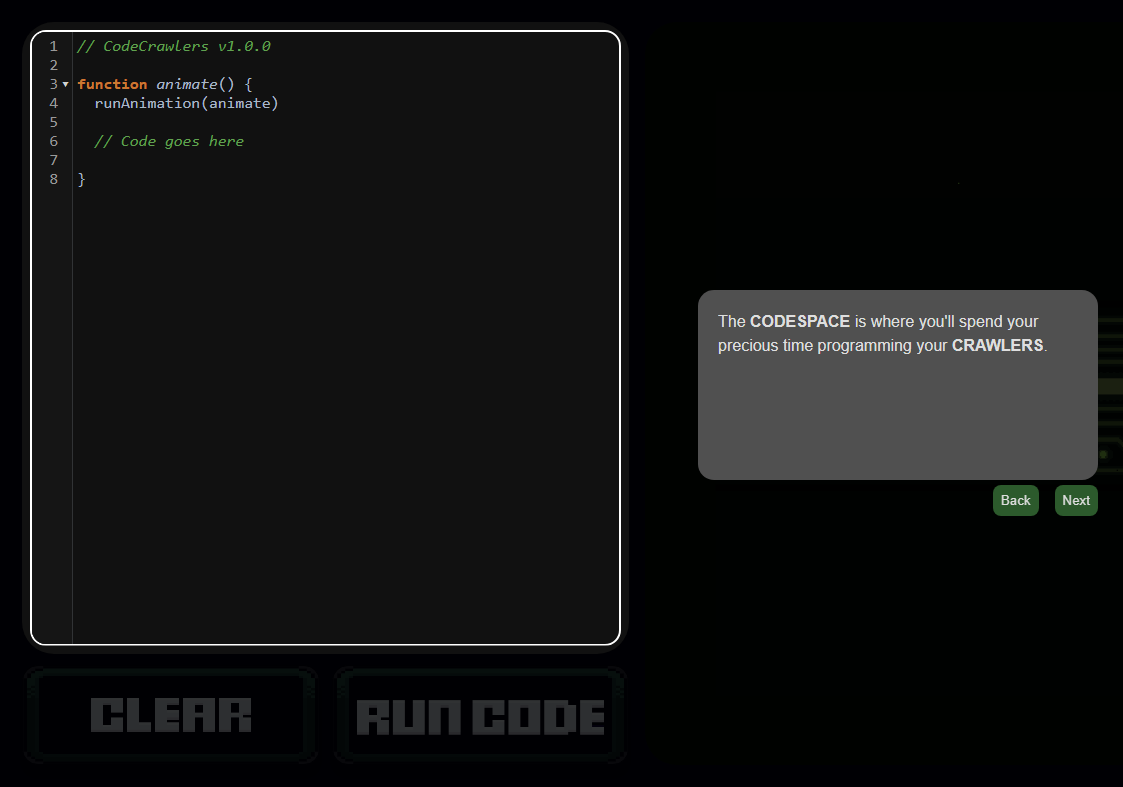 1 // CodeCrawlers v1.0.0
2
3 function animate() {
4 runAnimation(animate)
5
6 // Code goes here
7
8 }
The CODESPACE is where you'll spend your
precious time programming your CRAWLERS.
Back Next
CLEAR RUN CODE